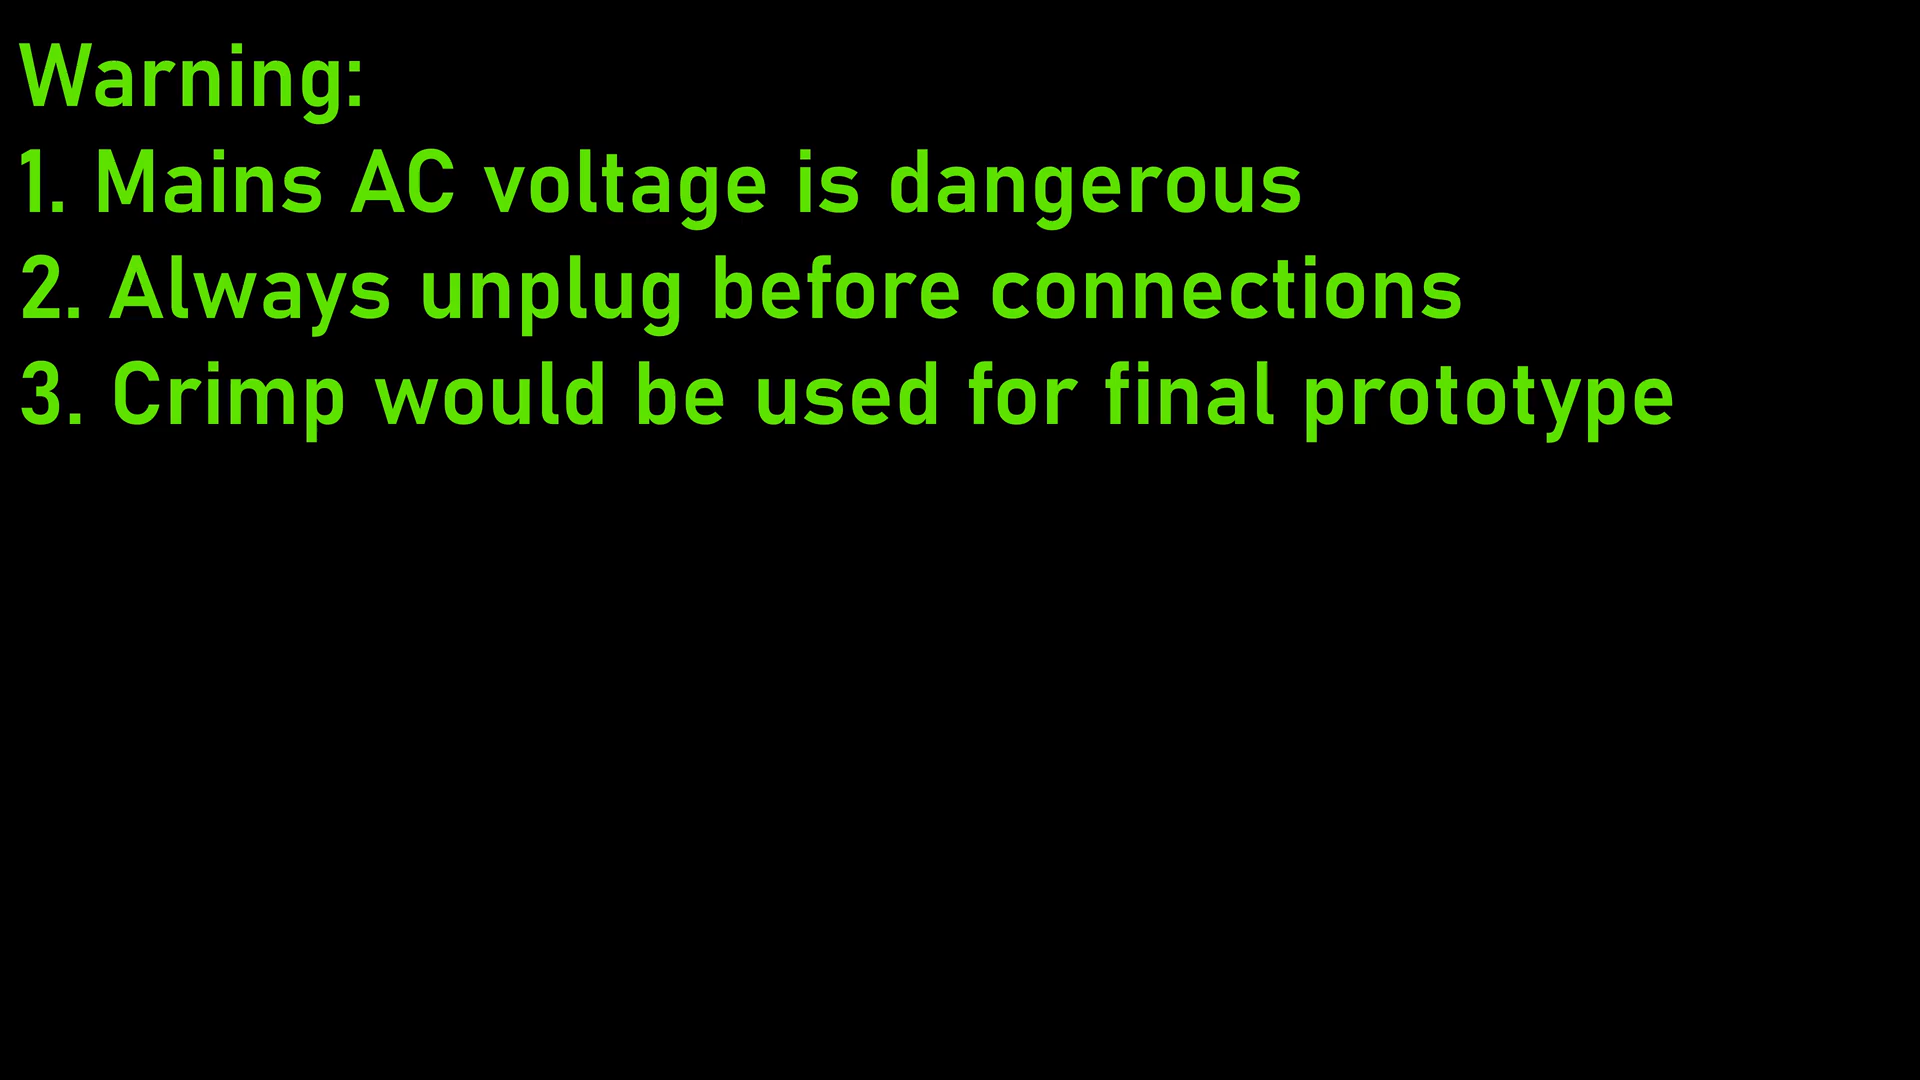 Warning:
1. Mains AC voltage is dangerous
2. Always unplug before connections
3. Crimp would be used for final prototype